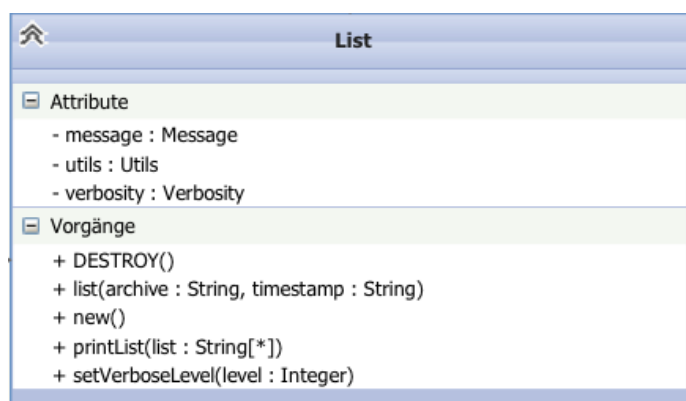 List
Attribute
- message : Message
- utils : Utils
- verbosity : Verbosity
Vorgänge
+ DESTROY()
+ list(archive : String, timestamp : String)
+ new()
+ printList(list : String[*])
+ setVerboseLevel(level : Integer)